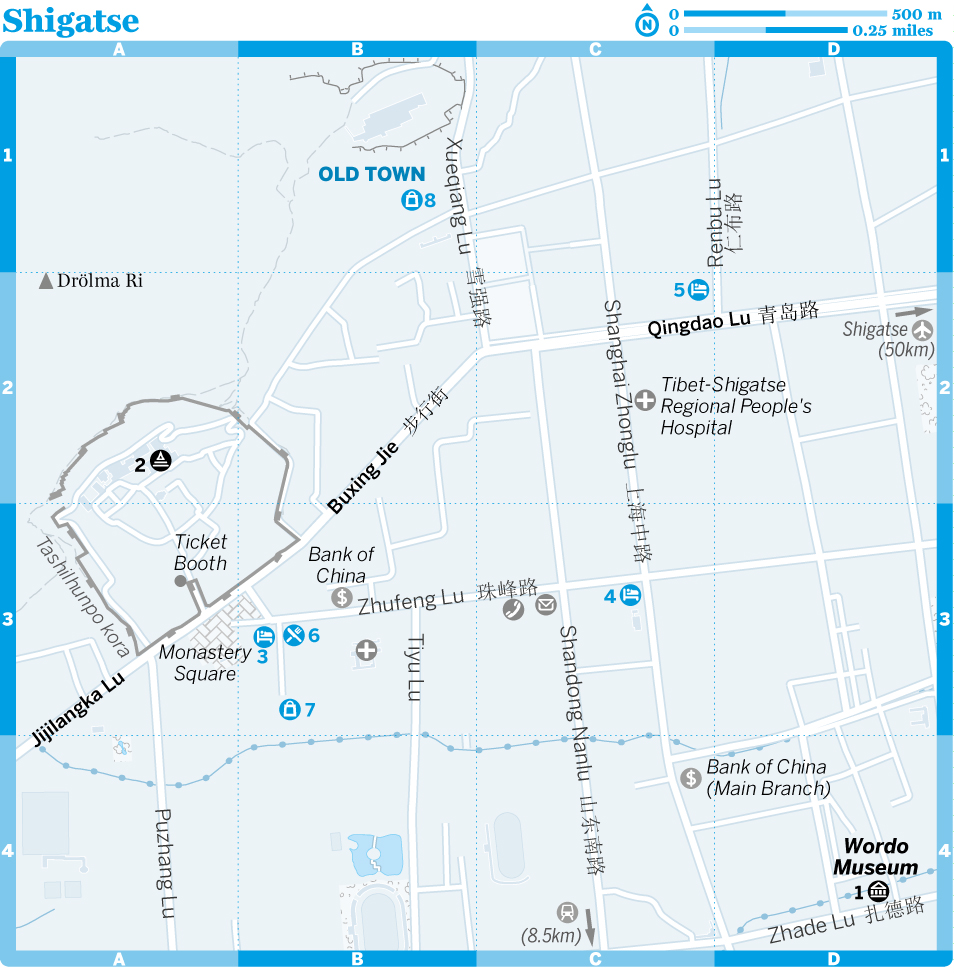 Shigatse
N
0 500 m
0 0.25 miles
A B C D
1 1
OLD TOWN
8
Xueqiang Lu 雪强路
Renbu Lu
仁布路
Drölma Ri
5
Qingdao Lu 青岛路
Shigatse
(50km)
2 2
Shanghai Zhonglu 上海中路
Tibet-Shigatse
Regional People's
Hospital
Buxing Jie 步行街
2
Ticket
Booth
Bank of
China
Tashilhunpo Kora
Zhufeng Lu 珠峰路
4
3 3
Monastery
Square
3
6
Tiyu Lu
Shandong Nanlu 山东南路
Jijilangka Lu
7
Bank of China
(Main Branch)
Puzhang Lu
4 4
Wordo
Museum
1
Zhade Lu 扎德路
(8.5km)
A B C D